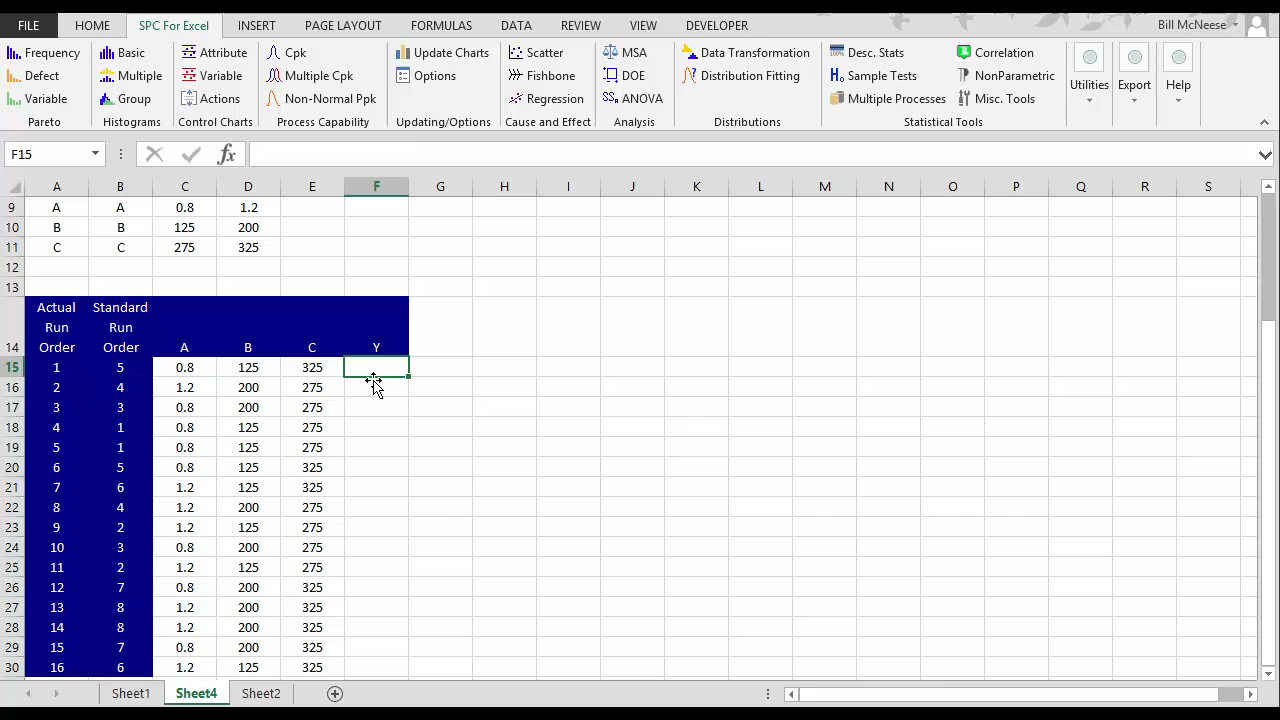 FILE HOME SPC For Excel INSERT PAGE LAYOUT FORMULAS DATA REVIEW VIEW DEVELOPER Bill McNeese
Frequency Basic Attribute Cpk Update Charts Scatter MSA Data Transformation Desc. Stats Correlation
Defect Multiple Variable Multiple Cpk Options Fishbone DOE Distribution Fitting Sample Tests NonParametric Utilities Export Help
Variable Group Actions Non-Normal Ppk Regression ANOVA Multiple Processes Misc. Tools
Pareto Histograms Control Charts Process Capability Updating/Options Cause and Effect Analysis Distributions Statistical Tools
F15 fx
A B C D E F G H I J K L M N O P Q R S
9 A A 0.8 1.2
10 B B 125 200
11 C C 275 325
12
13
Actual Standard
Run Run
14 Order Order A B C Y
15 1 5 0.8 125 325
16 2 4 1.2 200 275
17 3 3 0.8 200 275
18 4 1 0.8 125 275
19 5 1 0.8 125 275
20 6 5 0.8 125 325
21 7 6 1.2 125 325
22 8 4 1.2 200 275
23 9 2 1.2 125 275
24 10 3 0.8 200 275
25 11 2 1.2 125 275
26 12 7 0.8 200 325
27 13 8 1.2 200 325
28 14 8 1.2 200 325
29 15 7 0.8 200 325
30 16 6 1.2 125 325
Sheet1 Sheet4 Sheet2